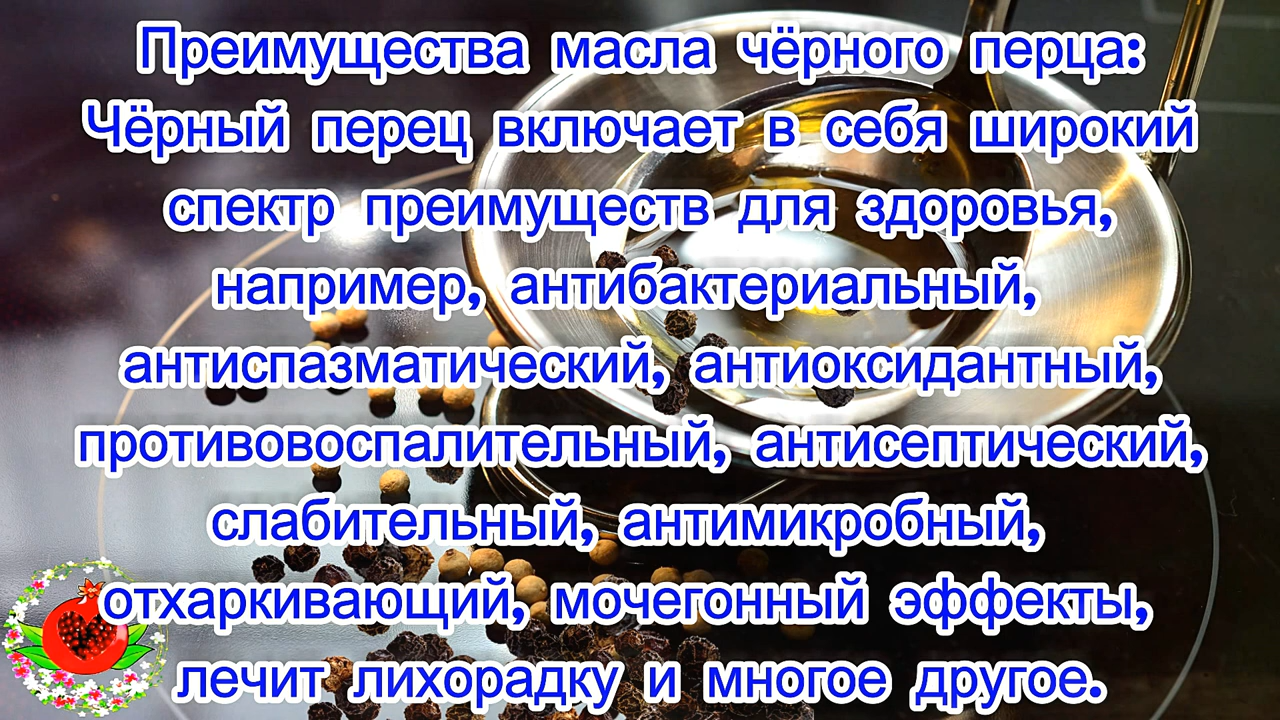 Преимущества масла чёрного перца:
Чёрный перец включает в себя широкий
спектр преимуществ для здоровья,
например, антибактериальный,
антиспазматический, антиоксидантный,
противовоспалительный, антисептический,
слабительный, антимикробный,
отхаркивающий, мочегонный эффекты,
лечит лихорадку и многое другое.